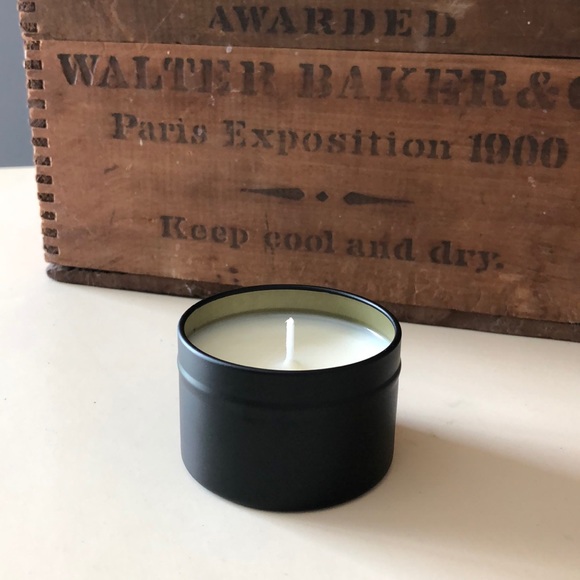 AWARDED
WALTER BAKER & C
Paris Exposition 1900
Keep cool and dry.